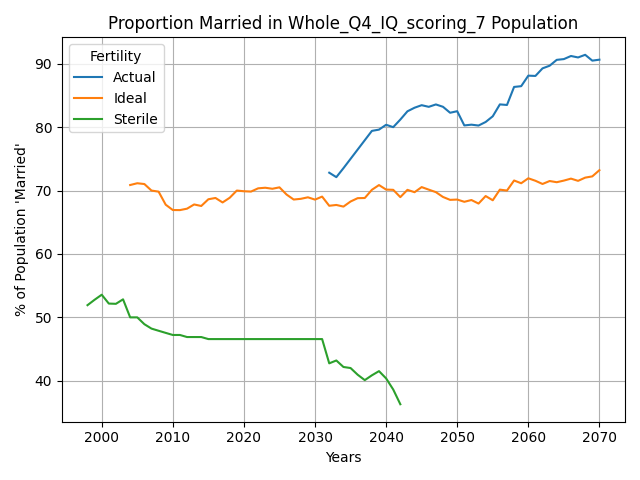 Proportion Married in Whole_Q4_IQ_scoring_7 Population
% of Population 'Married'
Fertility
Actual
Ideal
Sterile
90
80
70
60
50
40
2000 2010 2020 2030 2040 2050 2060 2070
Years